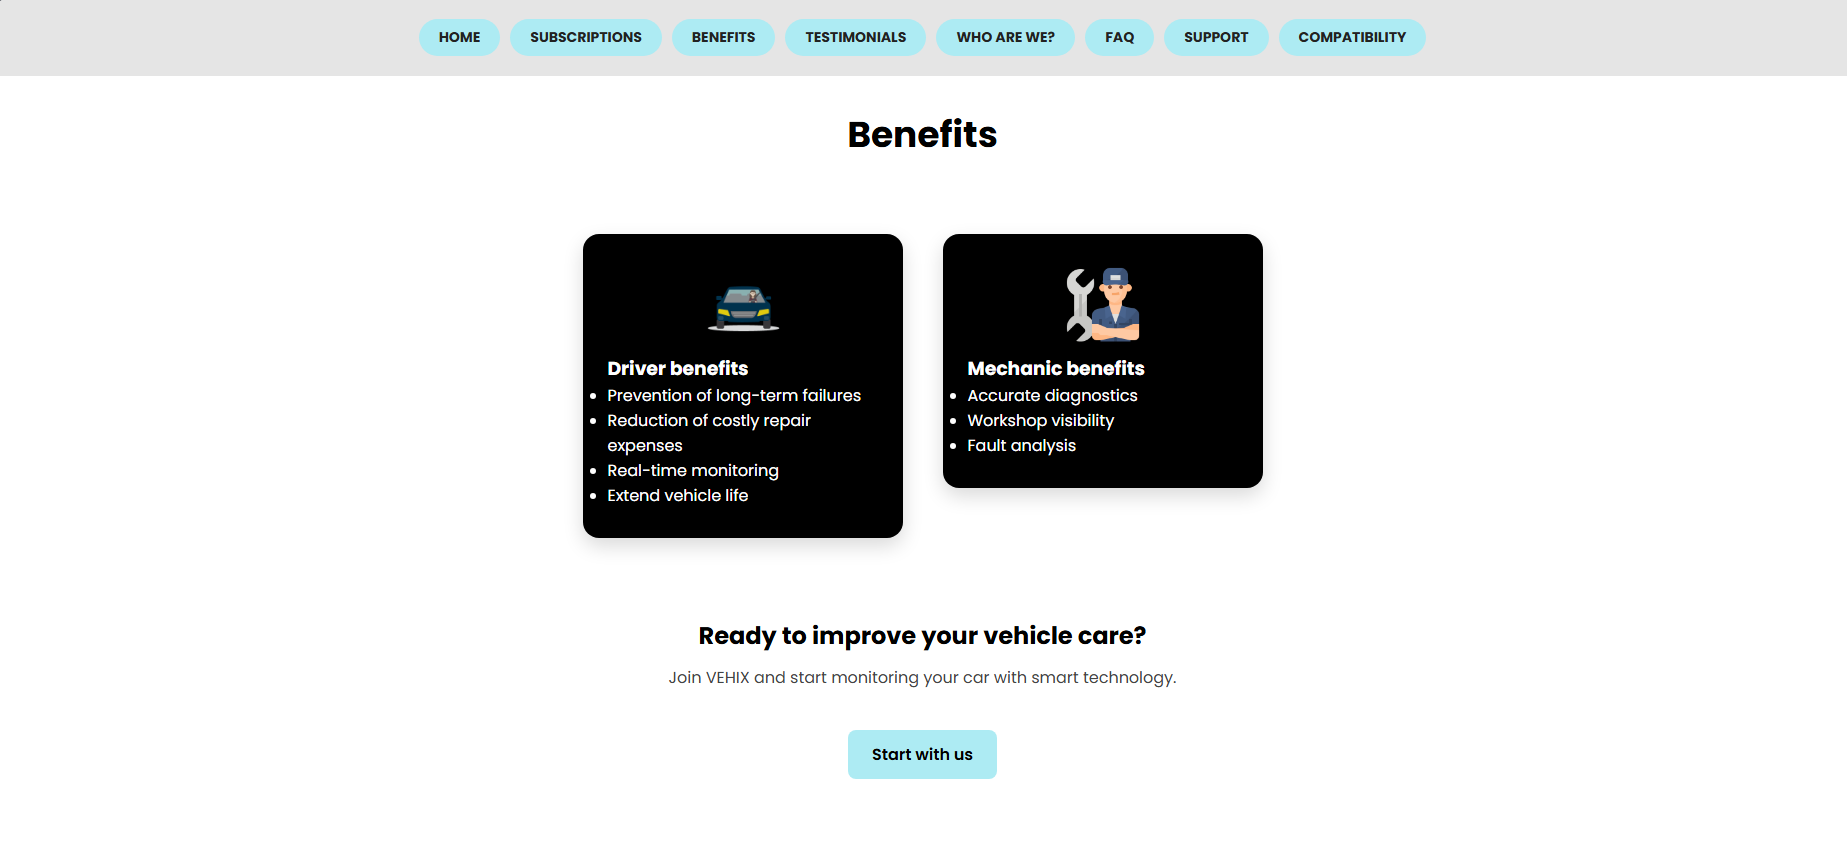 HOME SUBSCRIPTIONS BENEFITS TESTIMONIALS WHO ARE WE? FAQ SUPPORT COMPATIBILITY
Benefits
Driver benefits
Prevention of long-term failures
Reduction of costly repair
expenses
Real-time monitoring
Extend vehicle life
Mechanic benefits
Accurate diagnostics
Workshop visibility
Fault analysis
Ready to improve your vehicle care?
Join VEHIX and start monitoring your car with smart technology.
Start with us